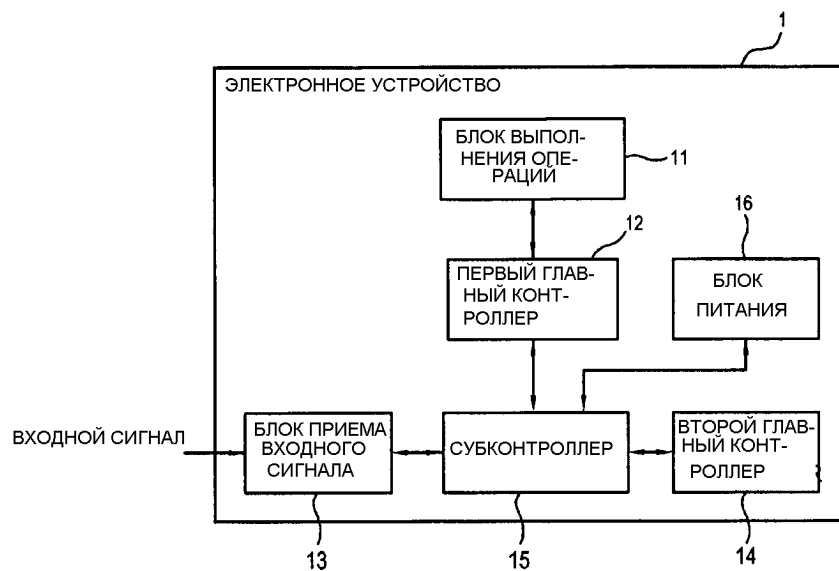 1
ЭЛЕКТРОННОЕ УСТРОЙСТВО
БЛОК ВЫПОЛ-
НЕНИЯ ОПЕ-
РАЦИЙ
11
12
16
ПЕРВЫЙ ГЛАВ-
НЫЙ КОНТ-
РОЛЛЕР
БЛОК
ПИТАНИЯ
ВХОДНОЙ СИГНАЛ
БЛОК ПРИЕМА
ВХОДНОГО
СИГНАЛА
СУБКОНТРОЛЛЕР
ВТОРОЙ ГЛАВ-
НЫЙ КОНТ-
РОЛЛЕР
13
15
14